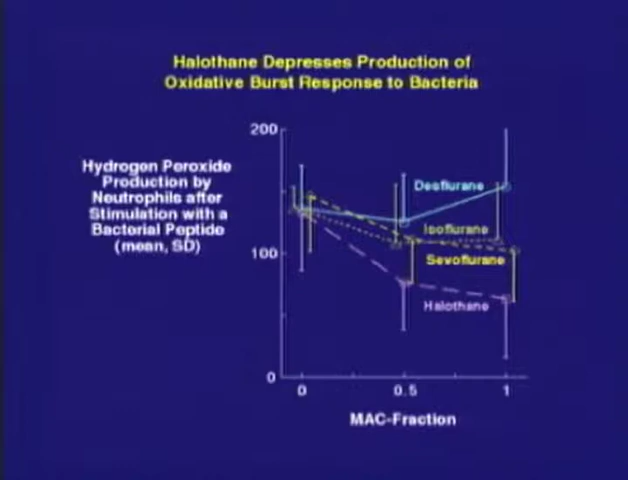 Halothane Depresses Production of
Oxidative Burst Response to Bacteria
Hydrogen Peroxide
Production by
Neutrophils after
Stimulation with a
Bacterial Peptide
(mean, SD)
200
100
0
Desflurane
Isoflurane
Sevoflurane
Halothane
0
0.5
1
MAC-Fraction